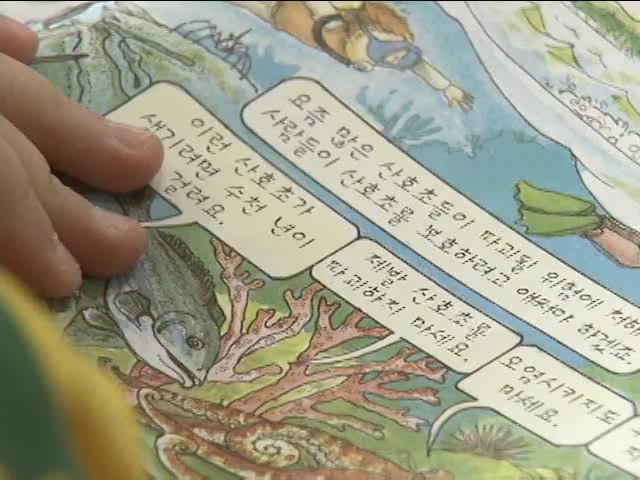 이런 산호초가
생기려면 수천 년이
걸려요.
요즘 많은 산호초들이 파괴될 위험에 처해
사람들이 산호초를 보호하려고 애써야 하겠죠.
제발 산호초를
파괴하지 마세요.
오염시키지도
마세요.